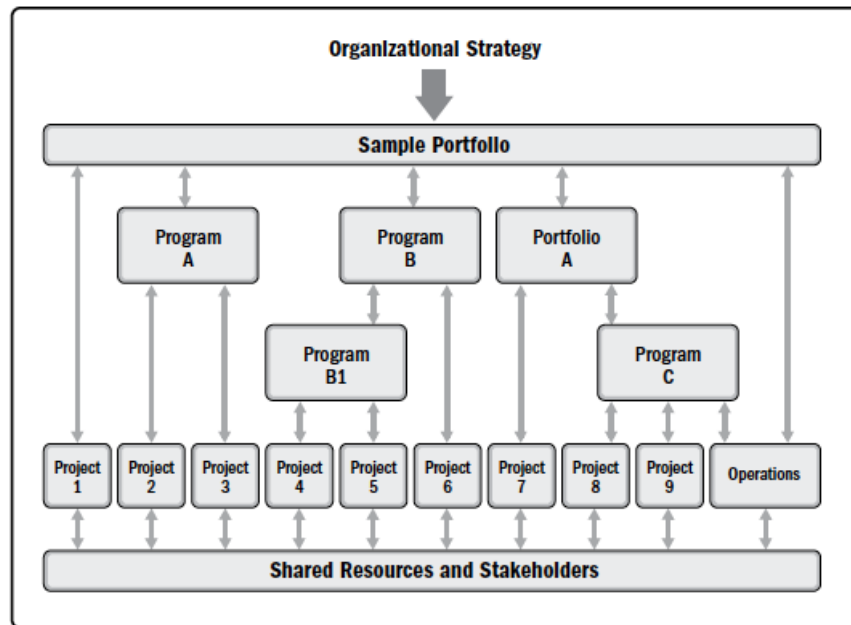 Organizational Strategy
Sample Portfolio
Program
A
Program
B
Portfolio
A
Program
B1
Program
C
Project
1
Project
2
Project
3
Project
4
Project
5
Project
6
Project
7
Project
8
Project
9
Operations
Shared Resources and Stakeholders